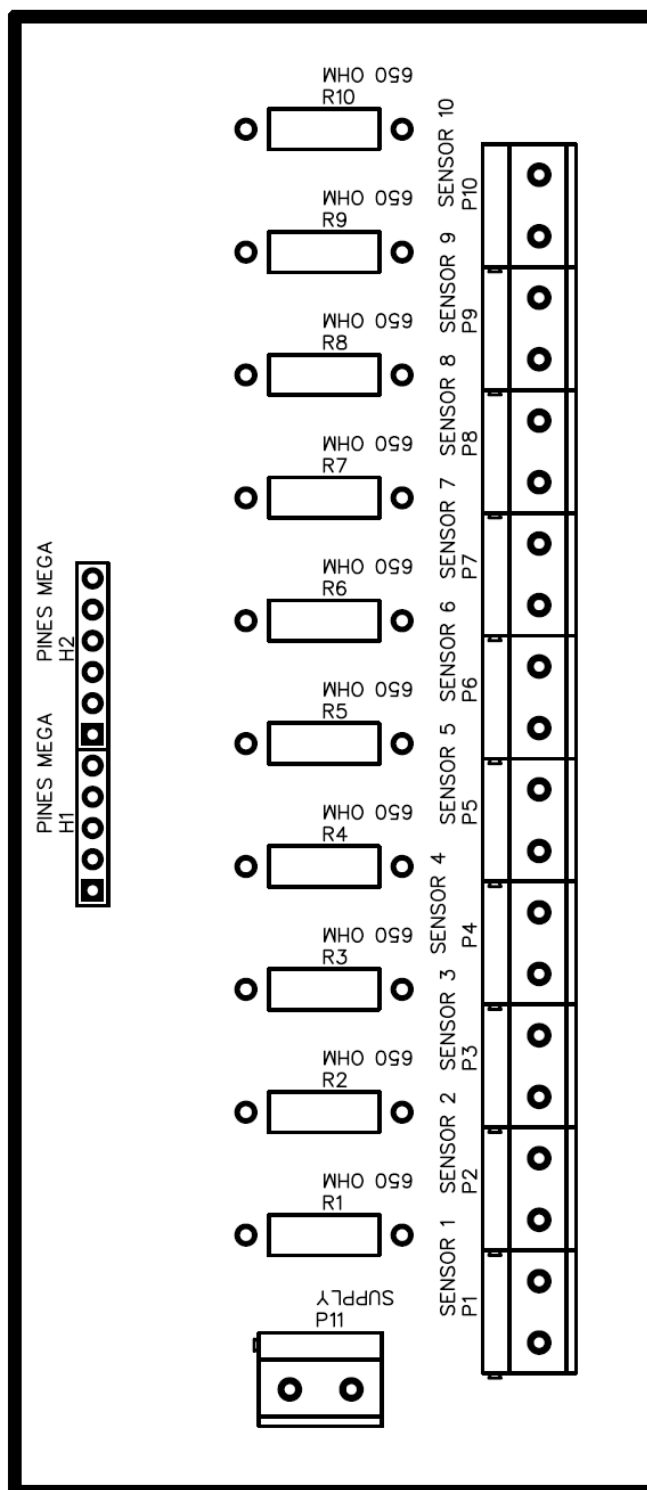 650 OHM
R10
SENSOR 10
P10
650 OHM
R9
SENSOR 9
P9
650 OHM
R8
SENSOR 8
P8
650 OHM
R7
SENSOR 7
P7
PINES MEGA
H2
650 OHM
R6
SENSOR 6
P6
650 OHM
R5
SENSOR 5
P5
PINES MEGA
H1
650 OHM
R4
SENSOR 4
P4
650 OHM
R3
SENSOR 3
P3
650 OHM
R2
SENSOR 2
P2
650 OHM
R1
SENSOR 1
P1
SUPPLY
P11